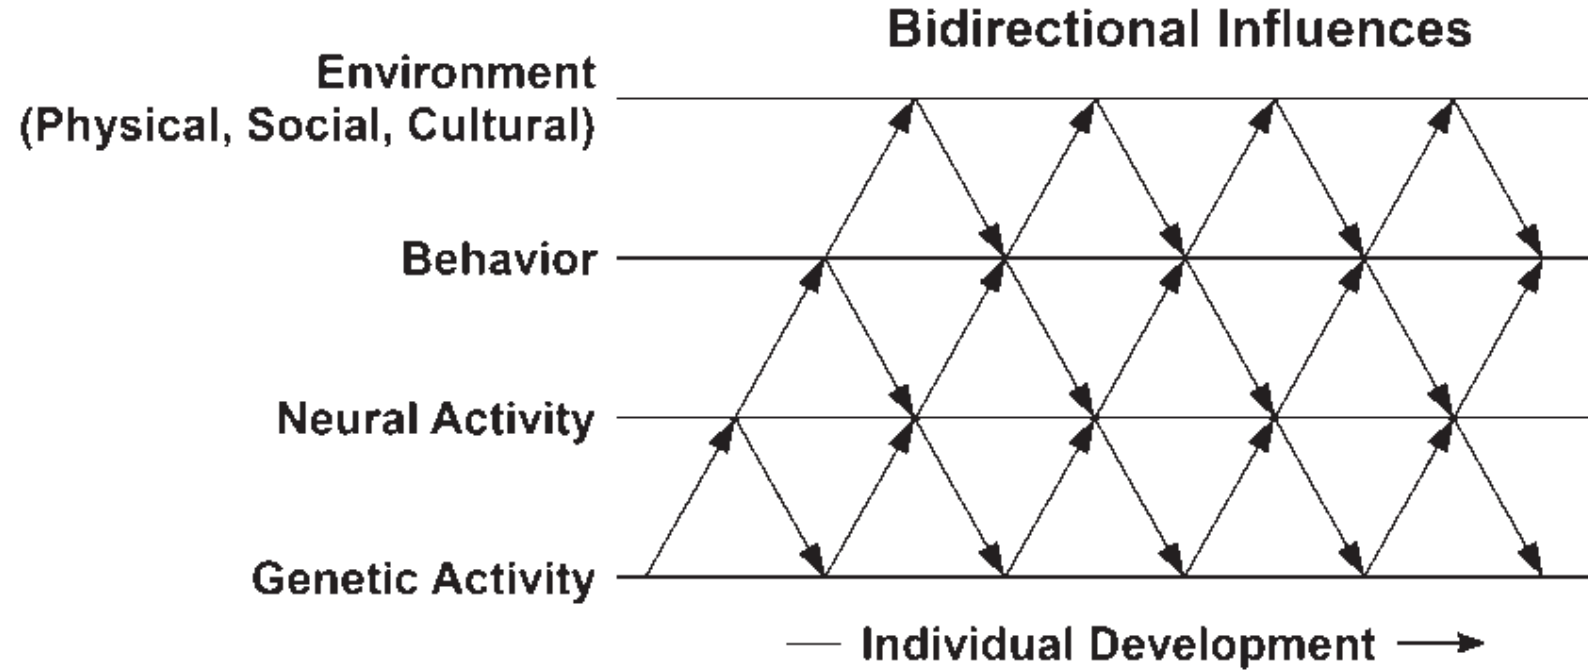 Bidirectional Influences
Environment
(Physical, Social, Cultural)
Behavior
Neural Activity
Genetic Activity
Individual Development